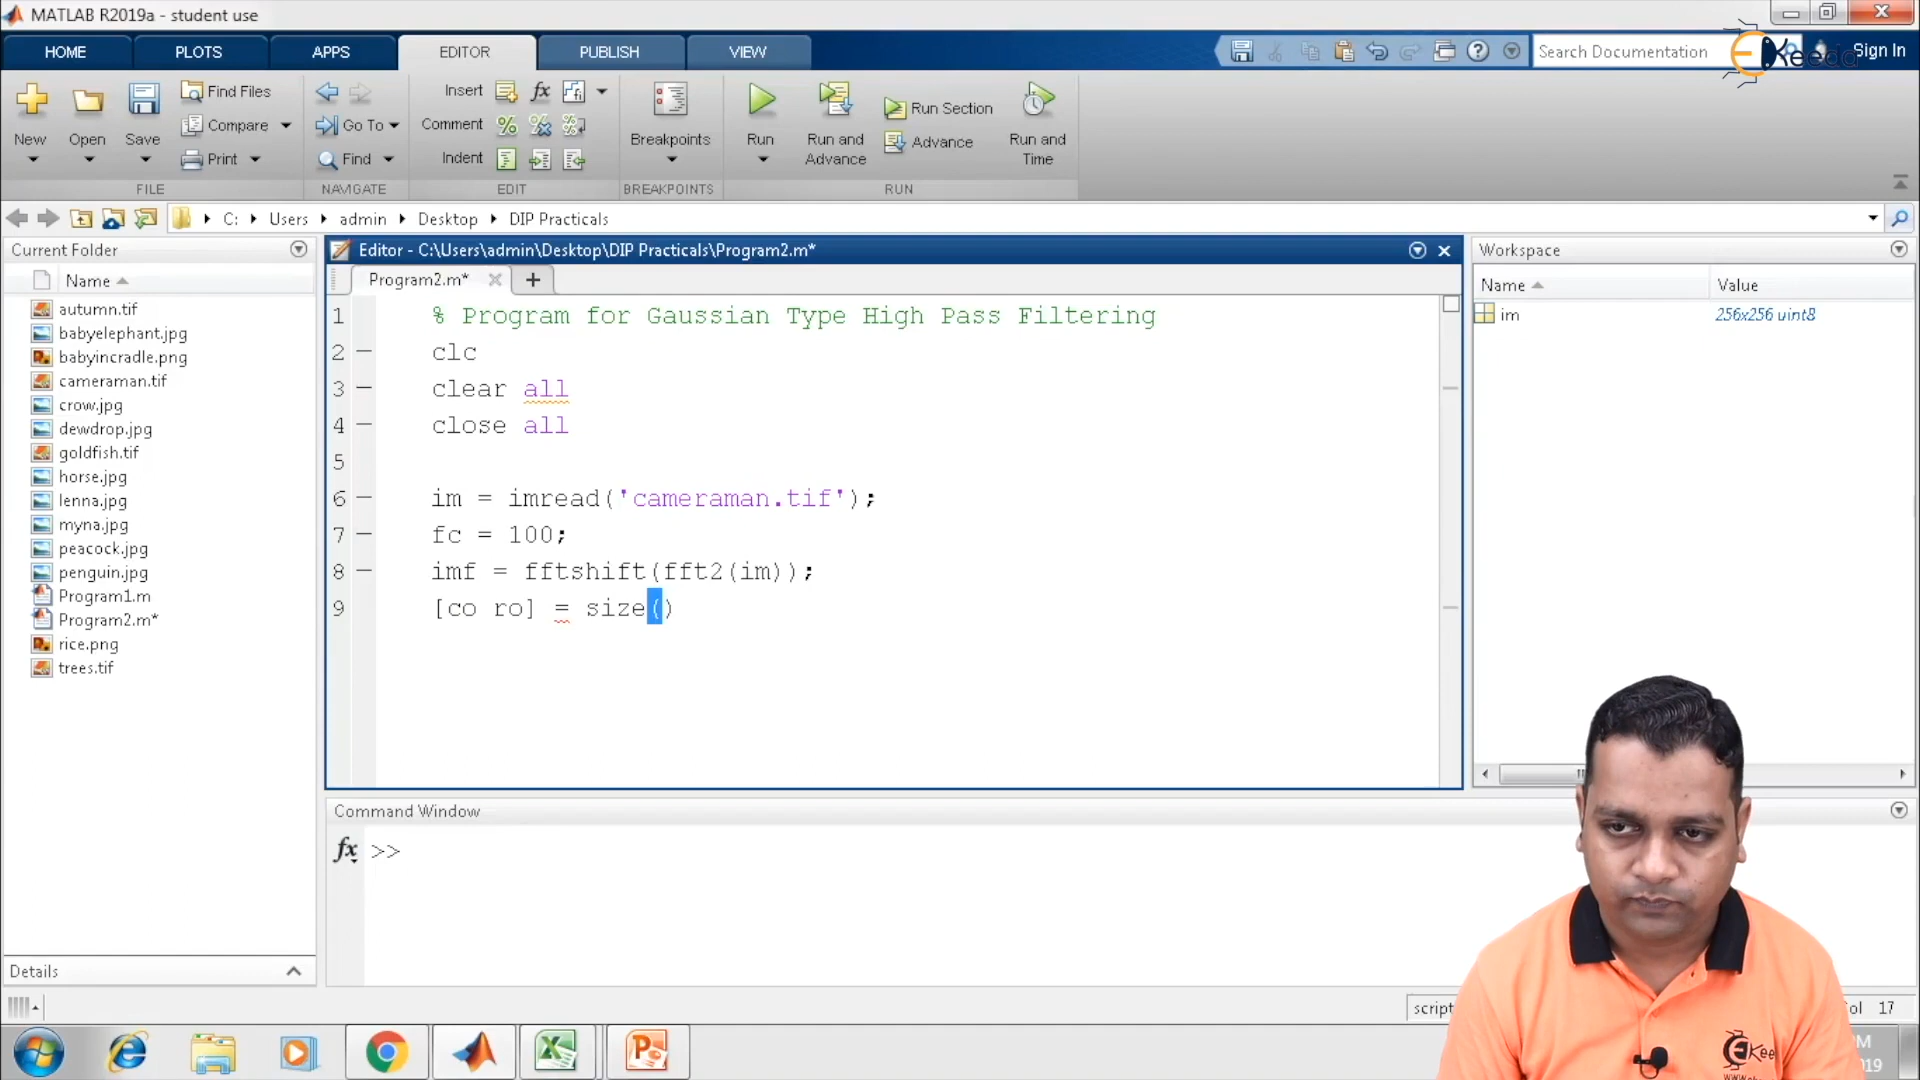 MATLAB R2019a - student use
HOME PLOTS APPS EDITOR PUBLISH VIEW Search Documentation Sign In
New Open Save Find Files Compare Print
Go To Find
Insert fx
Comment
Indent
Breakpoints Run Run and Advance Run Section Advance Run and Time
FILE NAVIGATE EDIT BREAKPOINTS RUN
C: Users admin Desktop DIP Practicals
Current Folder
Name
autumn.tif
babyelephant.jpg
babyincradle.png
cameraman.tif
crow.jpg
dewdrop.jpg
goldfish.tif
horse.jpg
lenna.jpg
myna.jpg
peacock.jpg
penguin.jpg
Program1.m
Program2.m*
rice.png
trees.tif
Details
Editor - C:\Users\admin\Desktop\DIP Practicals\Program2.m*
Program2.m*
1 % Program for Gaussian Type High Pass Filtering
2 clc
3 clear all
4 close all
5
6 im = imread('cameraman.tif');
7 fc = 100;
8 imf = fftshift(fft2(im));
9 [co ro] = size()
Workspace
Name Value
im 256x256 uint8
Command Window
fx >>
script
17